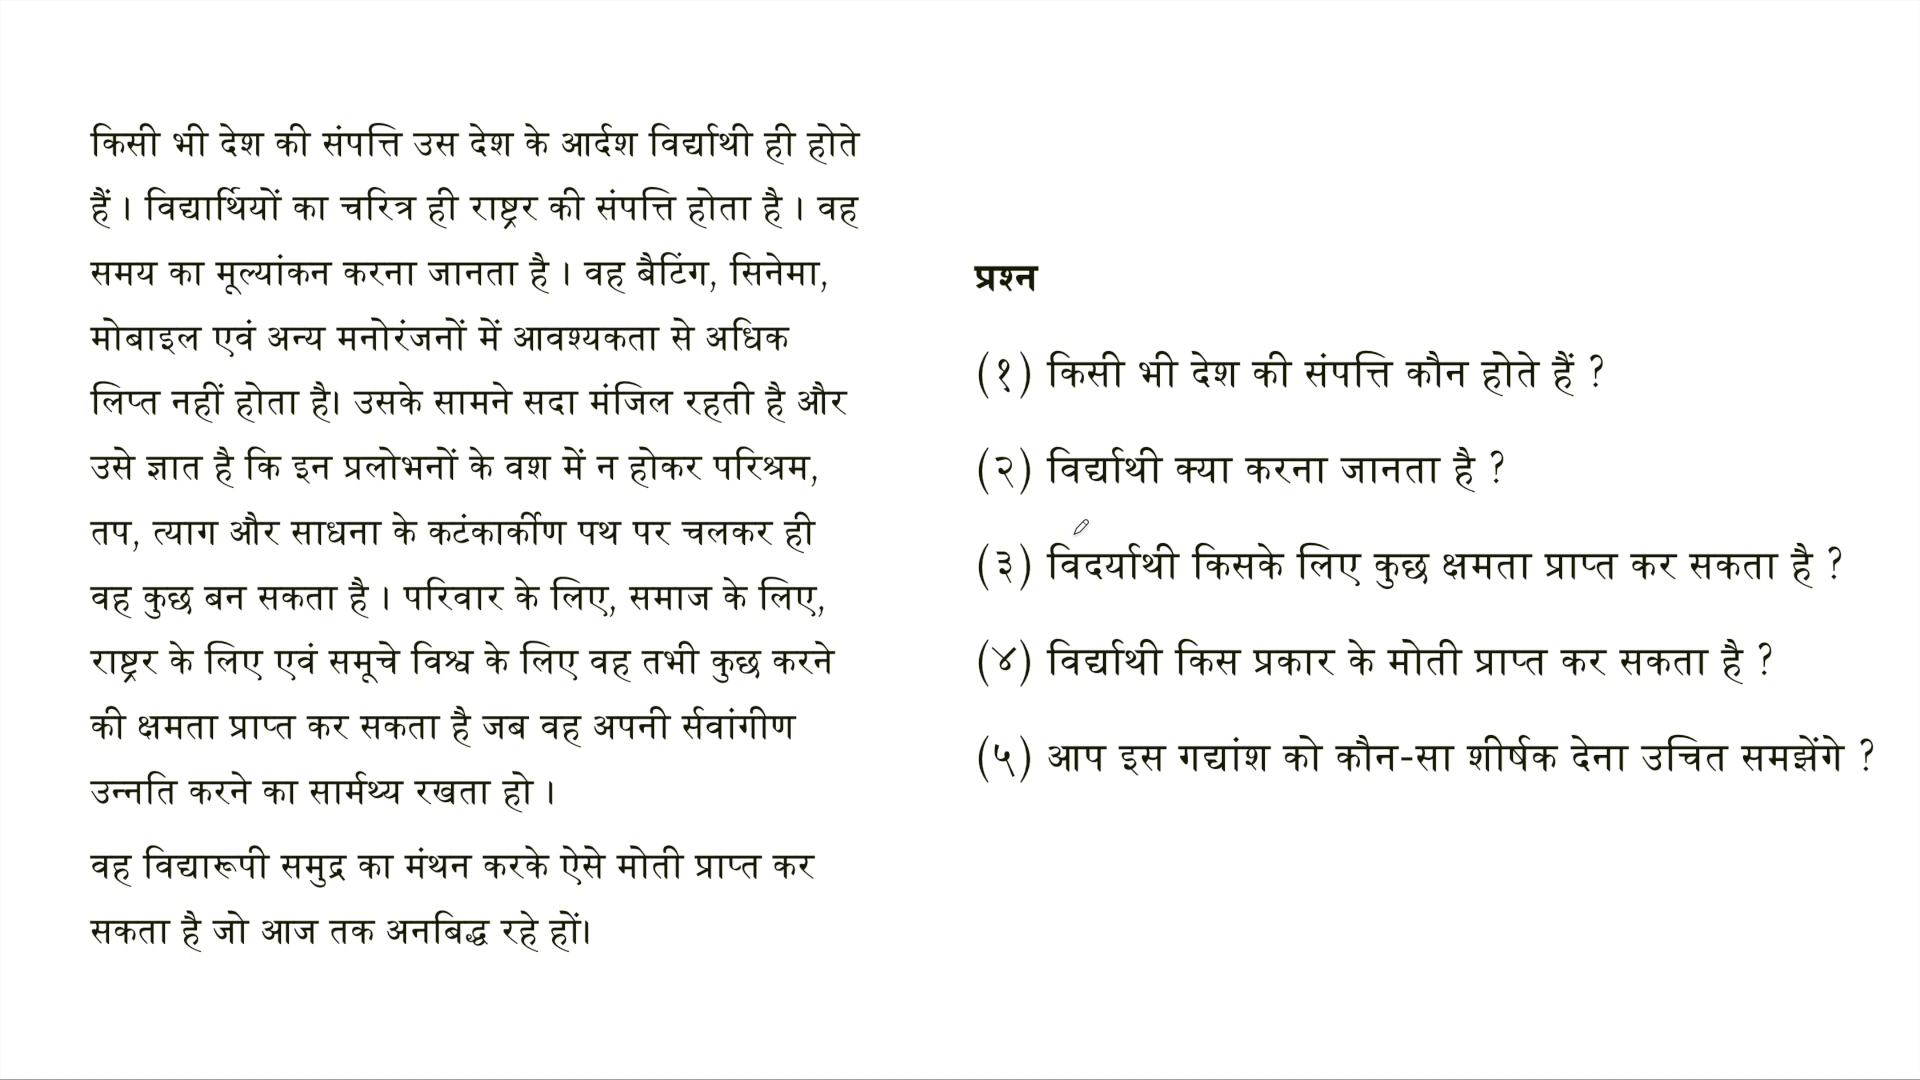 किसी भी देश की संपत्ति उस देश के आर्दश विर्द्याथी ही होते
हैं । विद्यार्थियों का चरित्र ही राष्ट्रर की संपत्ति होता है । वह
समय का मूल्यांकन करना जानता है । वह बैटिंग, सिनेमा,
मोबाइल एवं अन्य मनोरंजनों में आवश्यकता से अधिक
लिप्त नहीं होता है। उसके सामने सदा मंजिल रहती है और
उसे ज्ञात है कि इन प्रलोभनों के वश में न होकर परिश्रम,
तप, त्याग और साधना के कटंकार्कीण पथ पर चलकर ही
वह कुछ बन सकता है । परिवार के लिए, समाज के लिए,
राष्ट्रर के लिए एवं समूचे विश्व के लिए वह तभी कुछ करने
की क्षमता प्राप्त कर सकता है जब वह अपनी र्सवांगीण
उन्नति करने का सार्मथ्य रखता हो ।
वह विद्यारूपी समुद्र का मंथन करके ऐसे मोती प्राप्त कर
सकता है जो आज तक अनबिद्ध रहे हों।
प्रश्न
(१) किसी भी देश की संपत्ति कौन होते हैं ?
(२) विर्द्याथी क्या करना जानता है ?
(३) विदर्याथी किसके लिए कुछ क्षमता प्राप्त कर सकता है ?
(४) विर्द्याथी किस प्रकार के मोती प्राप्त कर सकता है ?
(५) आप इस गद्यांश को कौन-सा शीर्षक देना उचित समझेंगे ?